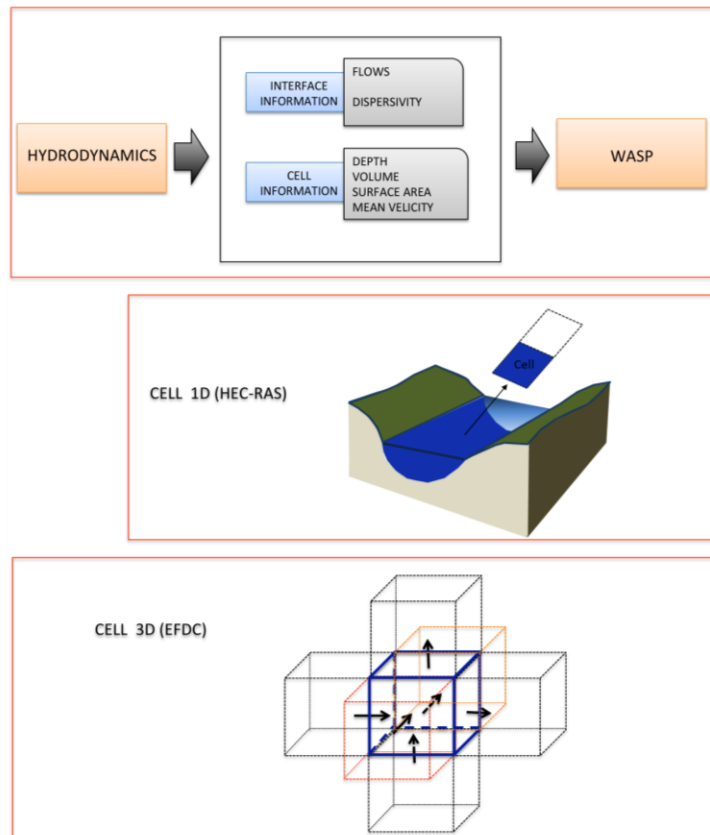 HYDRODYNAMICS
INTERFACE
INFORMATION
FLOWS
DISPERSIVITY
CELL
INFORMATION
DEPTH
VOLUME
SURFACE AREA
MEAN VELICITY
WASP
CELL 1D (HEC-RAS)
Cell
CELL 3D (EFDC)